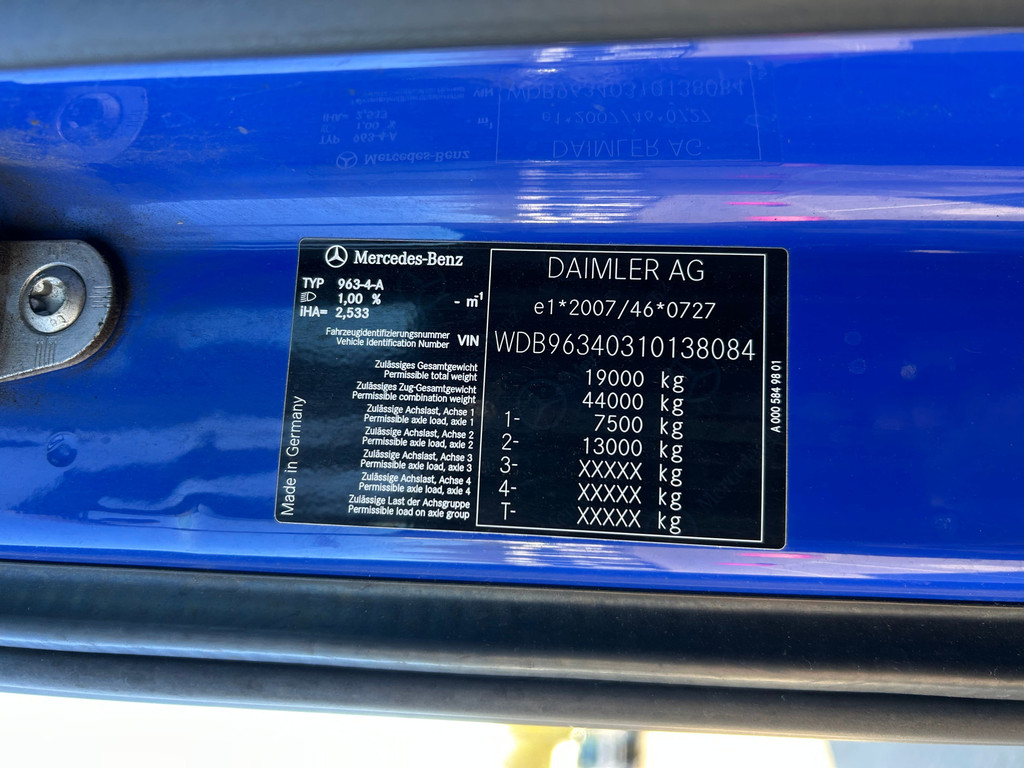 Mercedes-Benz
TYP 963-4-A
1,00 % - m-1
iHA= 2,533
Fahrzeugidentifizierungsnummer
Vehicle Identification Number VIN
Zulässiges Gesamtgewicht
Permissible total weight
Zulässiges Zug-Gesamtgewicht
Permissible combination weight
Zulässige Achslast, Achse 1
Permissible axle load, axle 1
Zulässige Achslast, Achse 2
Permissible axle load, axle 2
Zulässige Achslast, Achse 3
Permissible axle load, axle 3
Zulässige Achslast, Achse 4
Permissible axle load, axle 4
Zulässige Last der Achsgruppe
Permissible load on axle group
Made in Germany
DAIMLER AG
e1*2007/46*0727
WDB96340310138084
19000 kg
44000 kg
1- 7500 kg
2- 13000 kg
3- XXXXX kg
4- XXXXX kg
T- XXXXX kg
A 000 584 98 01